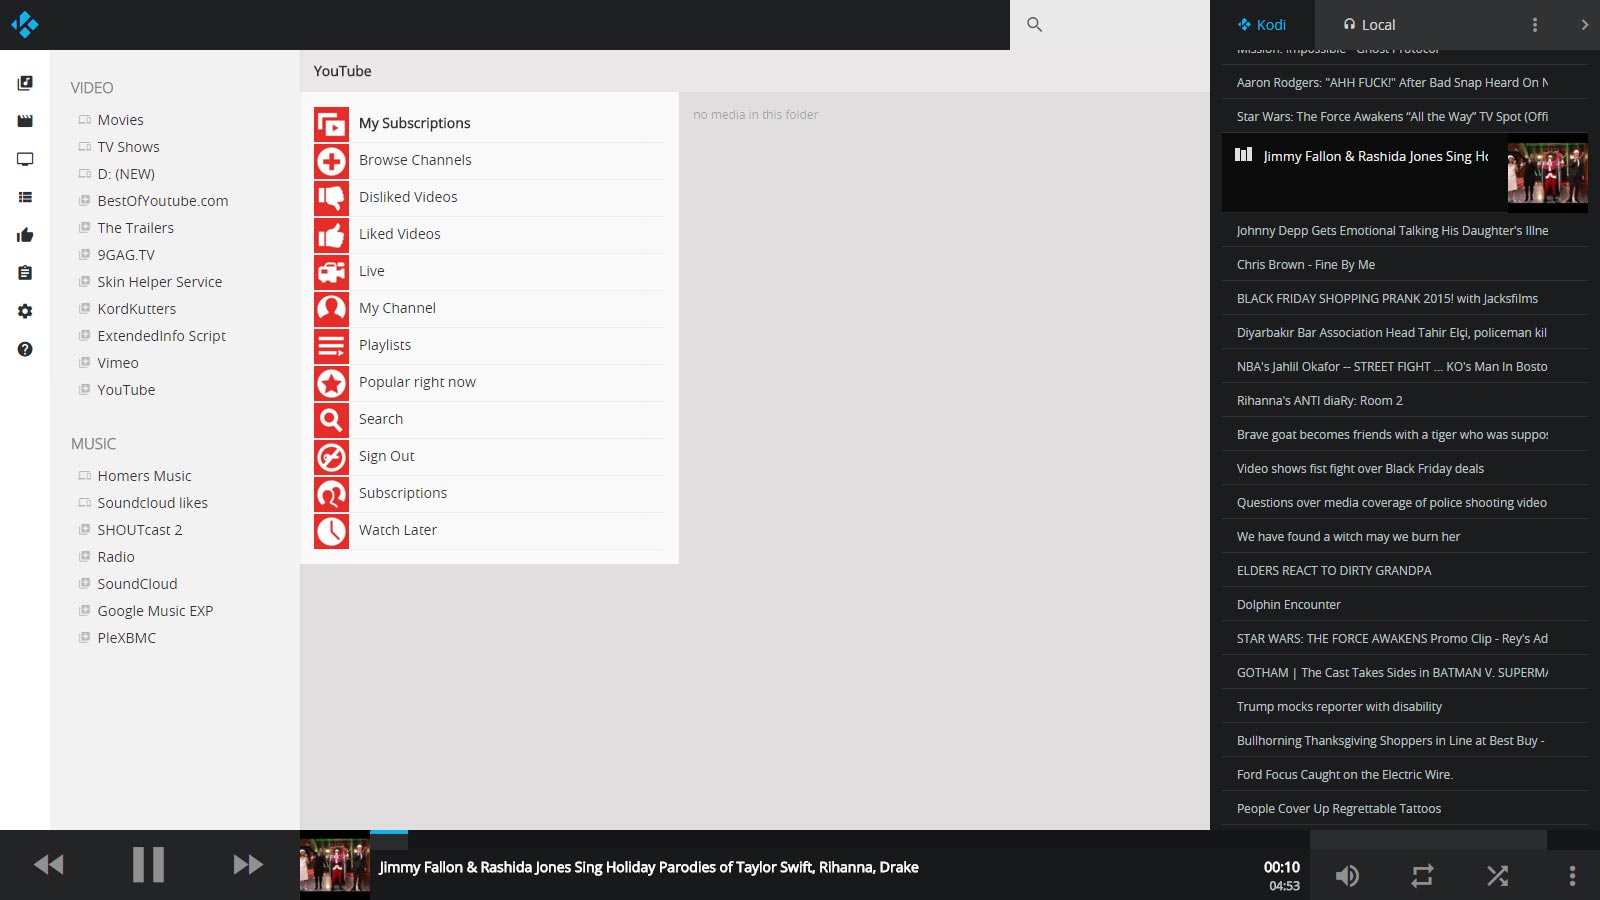 Kodi
Local
VIDEO
Movies
TV Shows
D: (NEW)
BestOfYoutube.com
The Trailers
9GAG.TV
Skin Helper Service
KordKutters
ExtendedInfo Script
Vimeo
YouTube
MUSIC
Homers Music
Soundcloud likes
SHOUTcast 2
Radio
SoundCloud
Google Music EXP
PleXBMC
YouTube
My Subscriptions
Browse Channels
Disliked Videos
Liked Videos
Live
My Channel
Playlists
Popular right now
Search
Sign Out
Subscriptions
Watch Later
no media in this folder
Mission: Impossible - Ghost Protocol
Aaron Rodgers: "AHH FUCK!" After Bad Snap Heard On
Star Wars: The Force Awakens “All the Way” TV Spot (Offi
Jimmy Fallon & Rashida Jones Sing Ho
Johnny Depp Gets Emotional Talking His Daughter's Illne
Chris Brown - Fine By Me
BLACK FRIDAY SHOPPING PRANK 2015! with Jacksfilms
Diyarbakır Bar Association Head Tahir Elçi, policeman kil
NBA's Jahlil Okafor -- STREET FIGHT ... KO's Man In Bosto
Rihanna's ANTI diaRy: Room 2
Brave goat becomes friends with a tiger who was suppos
Video shows fist fight over Black Friday deals
Questions over media coverage of police shooting video
We have found a witch may we burn her
ELDERS REACT TO DIRTY GRANDPA
Dolphin Encounter
STAR WARS: THE FORCE AWAKENS Promo Clip - Rey's Ad
GOTHAM | The Cast Takes Sides in BATMAN V. SUPERMA
Trump mocks reporter with disability
Bullhorning Thanksgiving Shoppers in Line at Best Buy -
Ford Focus Caught on the Electric Wire.
People Cover Up Regrettable Tattoos
Jimmy Fallon & Rashida Jones Sing Holiday Parodies of Taylor Swift, Rihanna, Drake
00:10
04:53